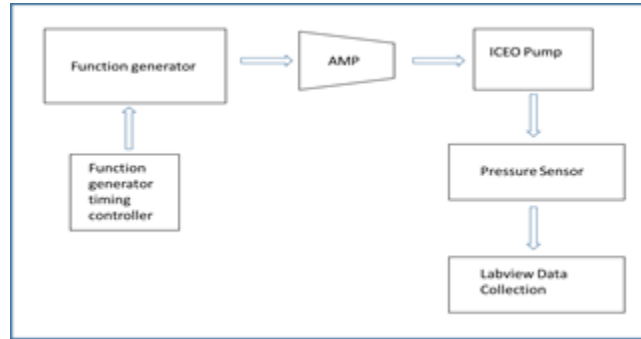 Function generator
AMP
ICEO Pump
Function
generator
timing
controller
Pressure Sensor
Labview Data
Collection